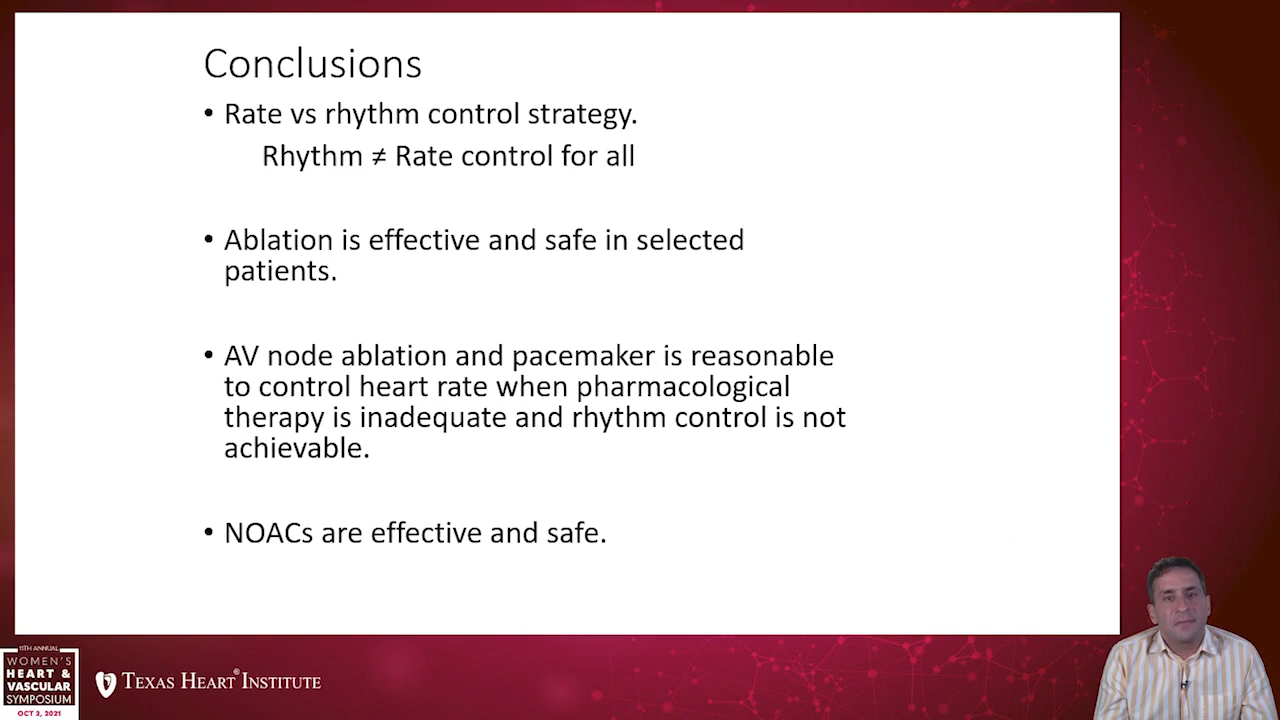 Conclusions
• Rate vs rhythm control strategy.
Rhythm ≠ Rate control for all
• Ablation is effective and safe in selected
patients.
• AV node ablation and pacemaker is reasonable
to control heart rate when pharmacological
therapy is inadequate and rhythm control is not
achievable.
• NOACs are effective and safe.
11TH ANNUAL
WOMEN'S
HEART &
VASCULAR
SYMPOSIUM
OCT 2, 2021
TEXAS HEART® INSTITUTE